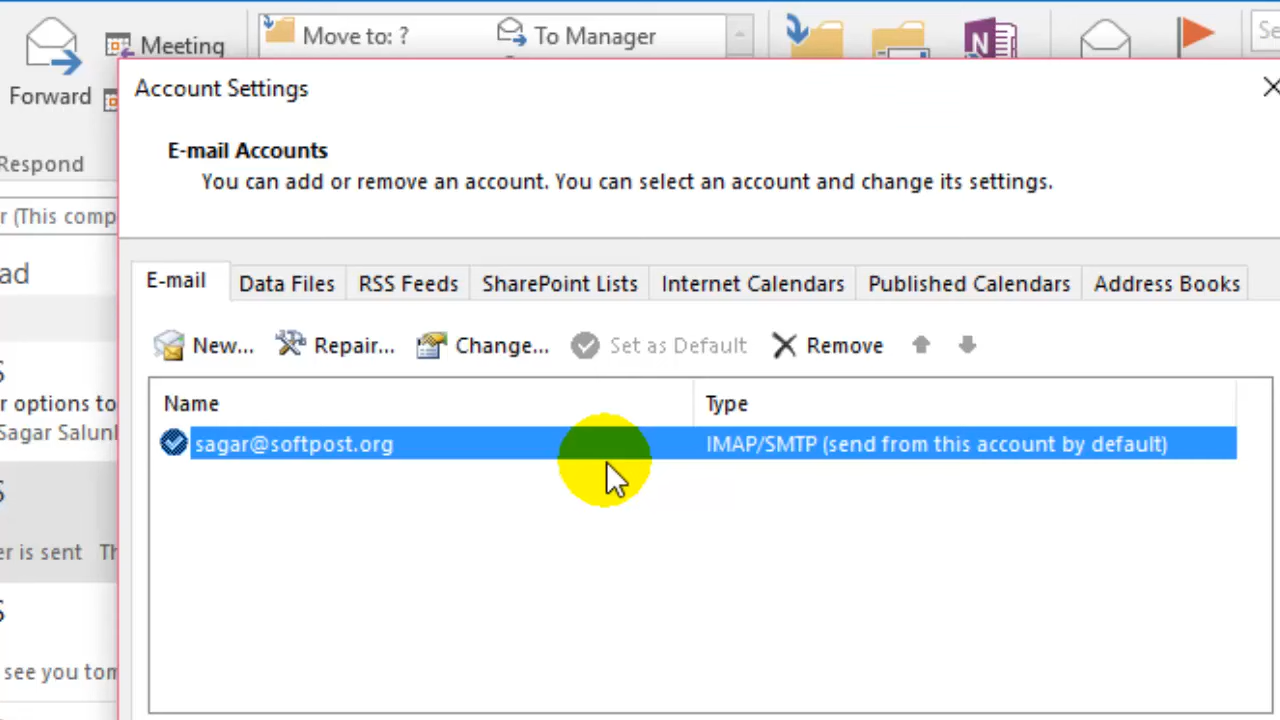 Meeting
Move to: ?
To Manager
Se
Forward
Respond
r (This comp
ad
S
r options to
Sagar Salunl
S
er is sent Th
S
see you tom
Account Settings
E-mail Accounts
You can add or remove an account. You can select an account and change its settings.
E-mail
Data Files
RSS Feeds
SharePoint Lists
Internet Calendars
Published Calendars
Address Books
New...
Repair...
Change...
Set as Default
Remove
Name
Type
sagar@softpost.org
IMAP/SMTP (send from this account by default)